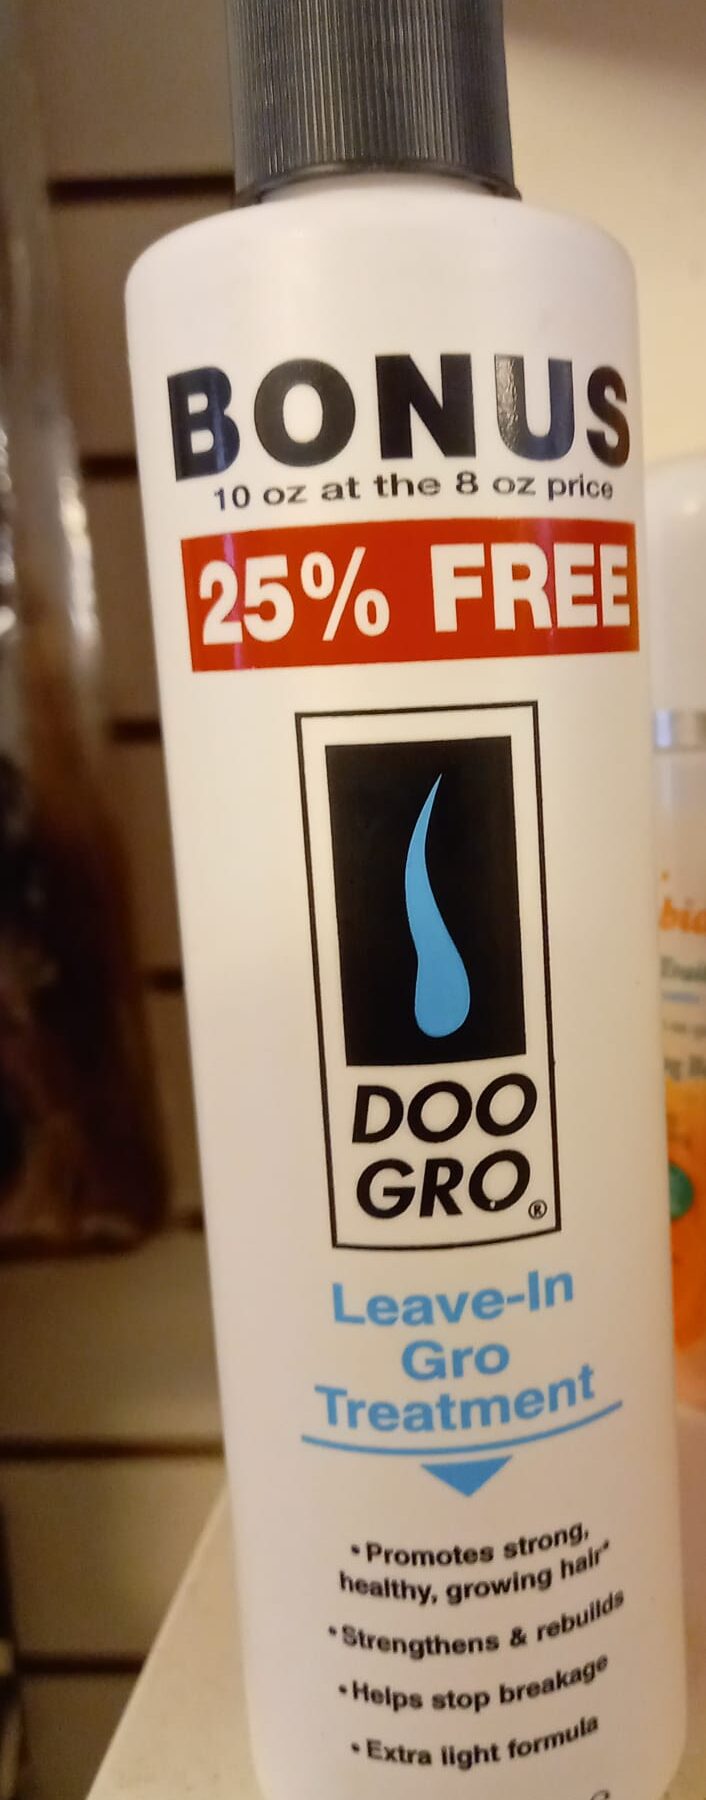 BONUS
10 oz at the 8 oz price
25% FREE
DOO
GRO®
Leave-In
Gro
Treatment
•Promotes strong,
healthy, growing hair*
•Strengthens & rebuilds
•Helps stop breakage
•Extra light formula